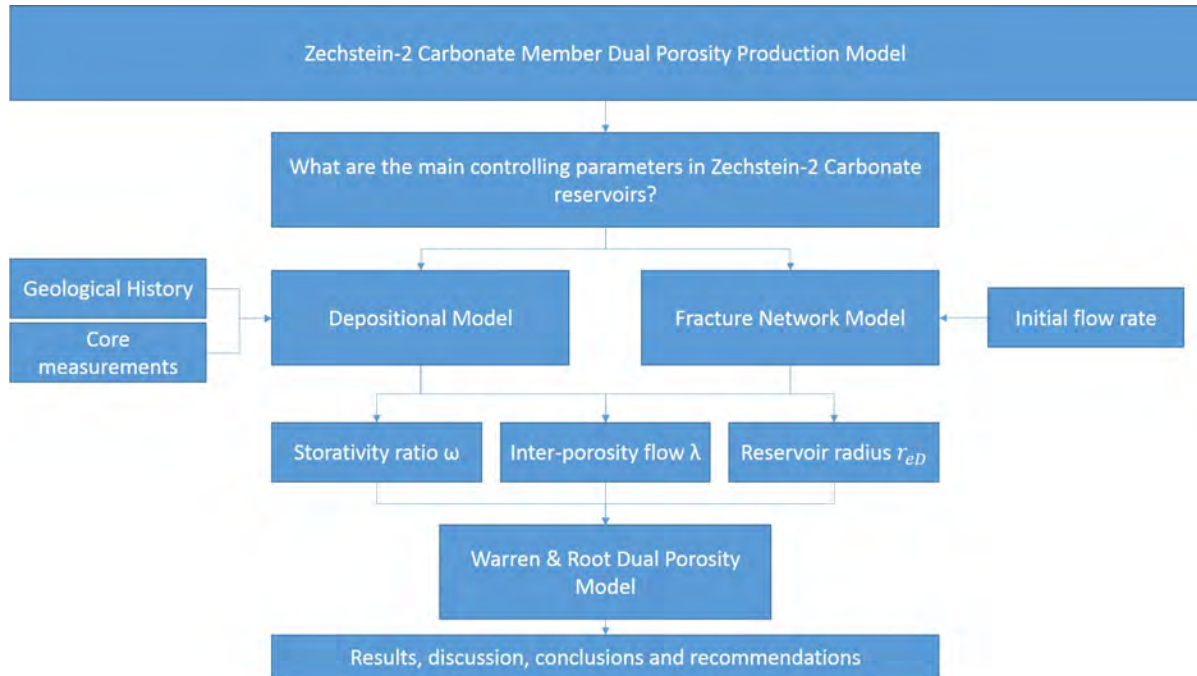 Zechstein-2 Carbonate Member Dual Porosity Production Model
What are the main controlling parameters in Zechstein-2 Carbonate
reservoirs?
Geological History
Core
measurements
Depositional Model
Fracture Network Model
Initial flow rate
Storativity ratio ω
Inter-porosity flow λ
Reservoir radius r_{eD}
Warren & Root Dual Porosity
Model
Results, discussion, conclusions and recommendations